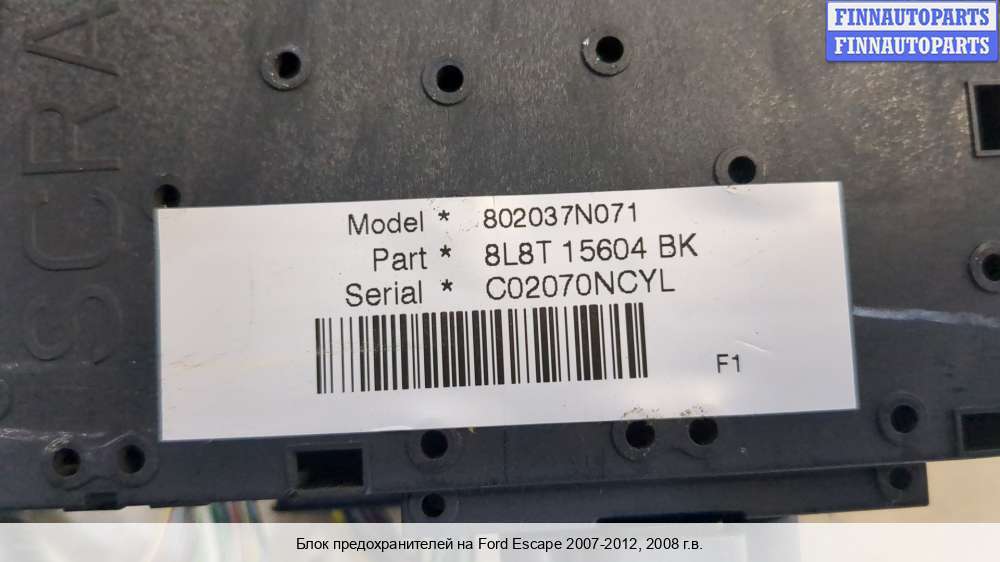 FINNAUTOPARTS
FINNAUTOPARTS
SCRA
Model * 802037N071
Part * 8L8T 15604 BK
Serial * C02070NCYL
F1
Блок предохранителей на Ford Escape 2007-2012, 2008 г.в.